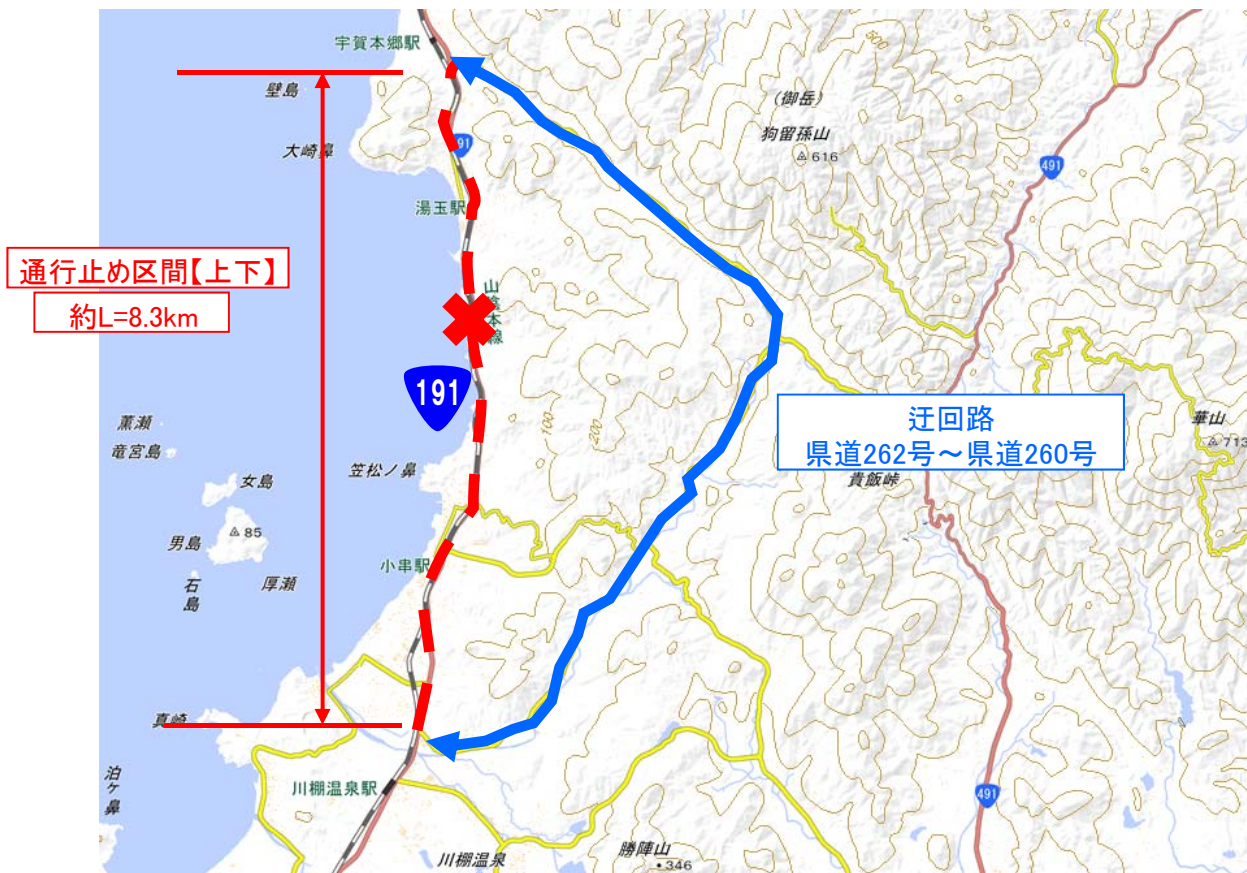 宇賀本郷駅
壁島
(御岳)
狗留孫山
616
500
大崎鼻
191
491
湯玉駅
通行止め区間【上下】
約L=8.3km
山陰本線
191
迂回路
県道262号～県道260号
華山
713
100
200
薫瀬
竜宮島
笠松ノ鼻
貴飯峠
女島
85
男島
小串駅
石島
厚瀬
真崎
泊ケ鼻
川棚温泉駅
491
川棚温泉
勝陣山
346